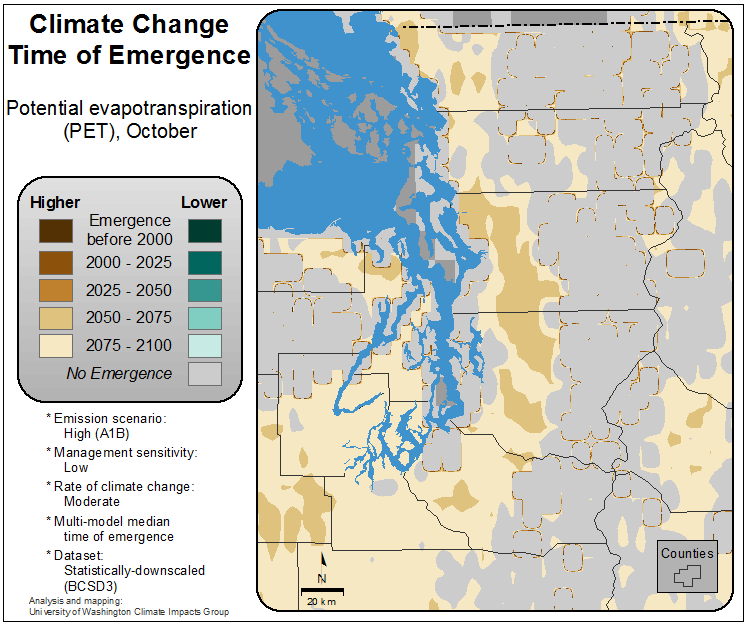 Climate Change
Time of Emergence
Potential evapotranspiration
(PET), October
Higher
Lower
Emergence
before 2000
2000 - 2025
2025 - 2050
2050 - 2075
2075 - 2100
No Emergence
* Emission scenario:
High (A1B)
* Management sensitivity:
Low
* Rate of climate change:
Moderate
* Multi-model median
time of emergence
* Dataset:
Statistically-downscaled
(BCSD3)
Analysis and mapping:
University of Washington Climate Impacts Group
N
20 km
Counties